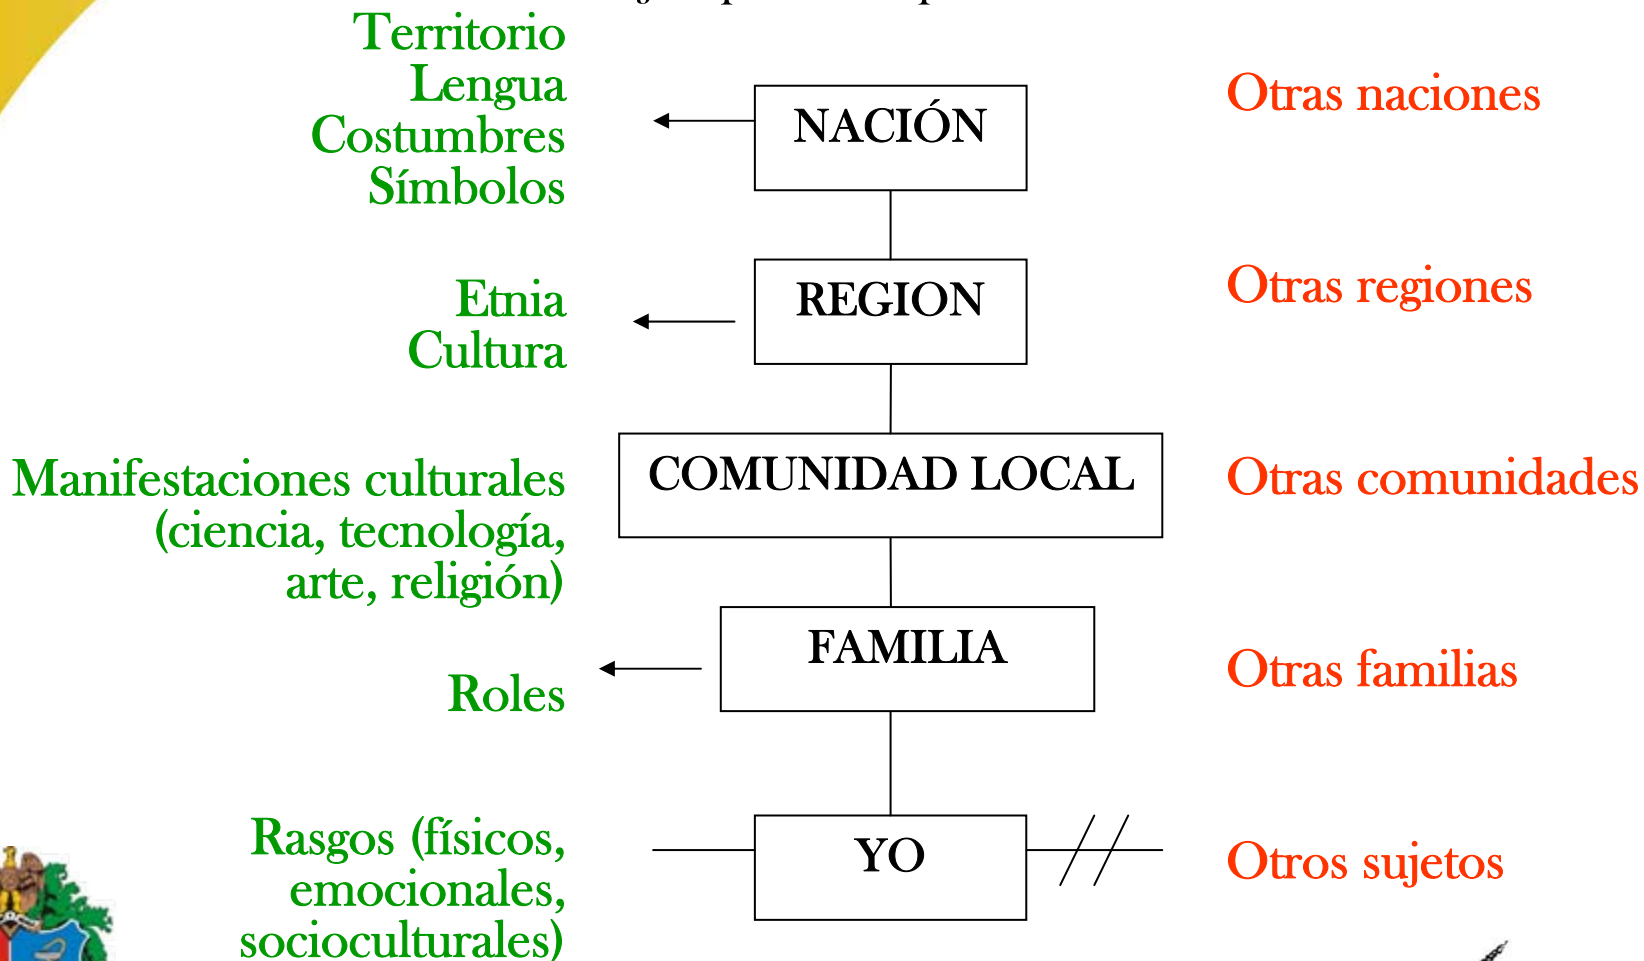 Territorio
Lengua
Costumbres
Símbolos
NACIÓN
Otras naciones
Etnia
Cultura
REGION
Otras regiones
Manifestaciones culturales
(ciencia, tecnología,
arte, religión)
COMUNIDAD LOCAL
Otras comunidades
Roles
FAMILIA
Otras familias
Rasgos (físicos,
emocionales,
socioculturales)
YO
Otros sujetos